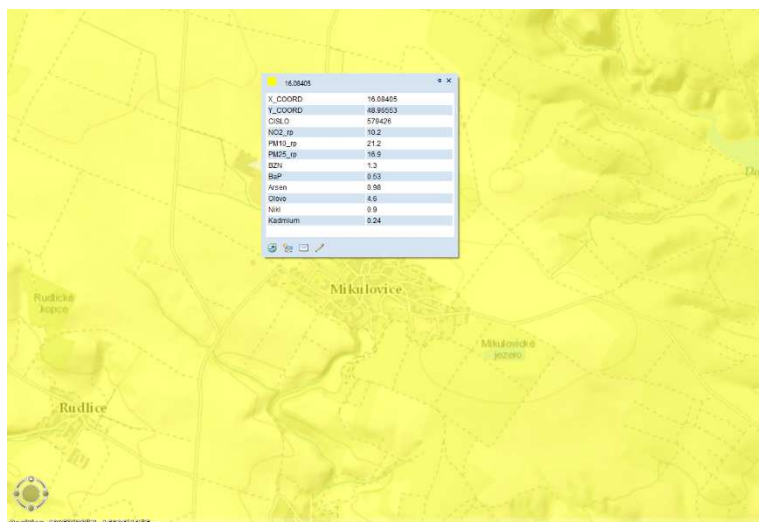 16.08405
X_COORD 16.08405
Y_COORD 48.95553
CISLO 579426
NO2_rp 10.2
PM10_rp 21.2
PM25_rp 16.9
BZN 1.3
BaP 0.53
Arsen 0.98
Olovo 4.6
Nikl 0.9
Kadmium 0.24
Mikulovice
Rudlické
kopce
Mikulovické
jezero
Rudlice